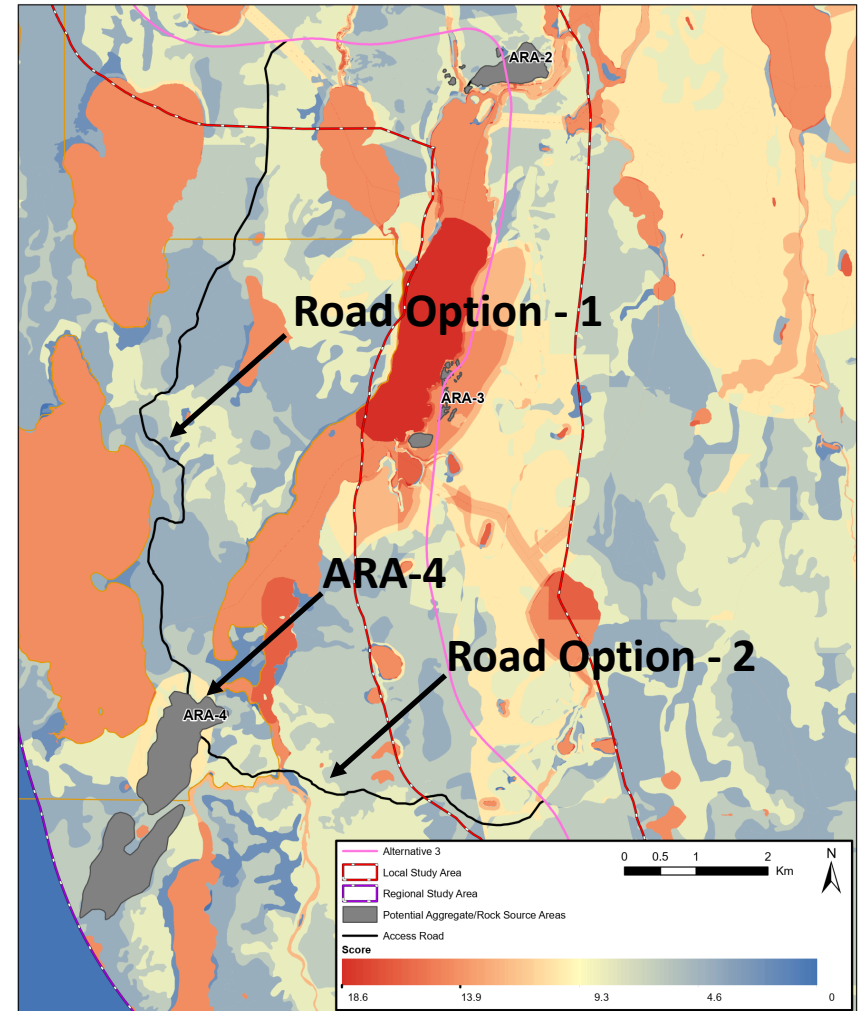 ARA-2
Road Option - 1
ARA-3
ARA-4
Road Option - 2
ARA-4
Alternative 3
Local Study Area
Regional Study Area
Potential Aggregate/Rock Source Areas
Access Road
Score
18.6 13.9 9.3 4.6 0
0 0.5 1 2
Km
N